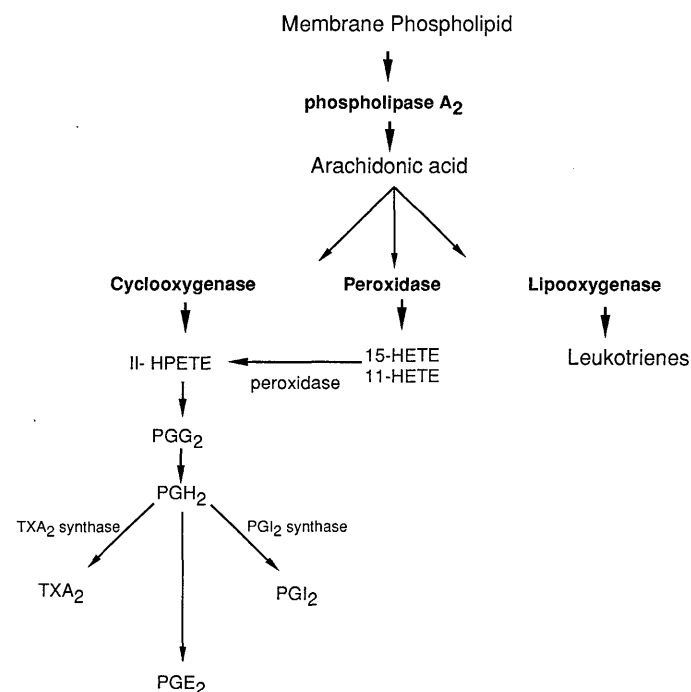 Membrane Phospholipid
phospholipase A2
Arachidonic acid
Cyclooxygenase Peroxidase Lipooxygenase
II- HPETE
peroxidase
15-HETE
11-HETE
Leukotrienes
PGG2
PGH2
TXA2 synthase PGI2 synthase
TXA2 PGI2
PGE2